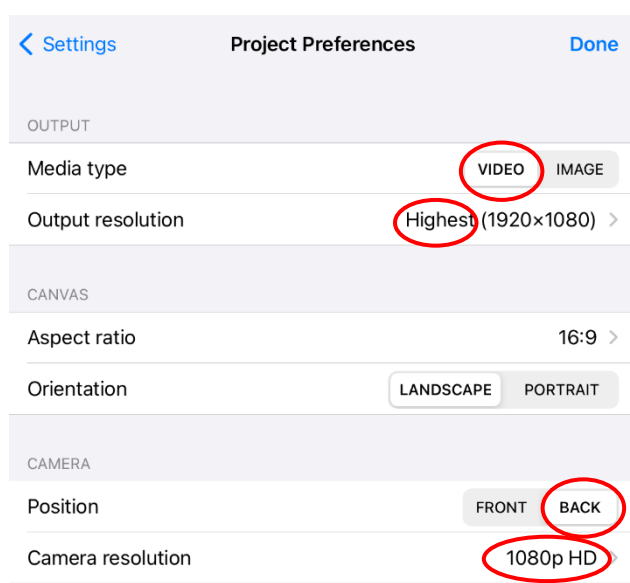 Settings Project Preferences Done
OUTPUT
Media type VIDEO IMAGE
Output resolution Highest (1920×1080)
CANVAS
Aspect ratio 16:9
Orientation LANDSCAPE PORTRAIT
CAMERA
Position FRONT BACK
Camera resolution 1080p HD